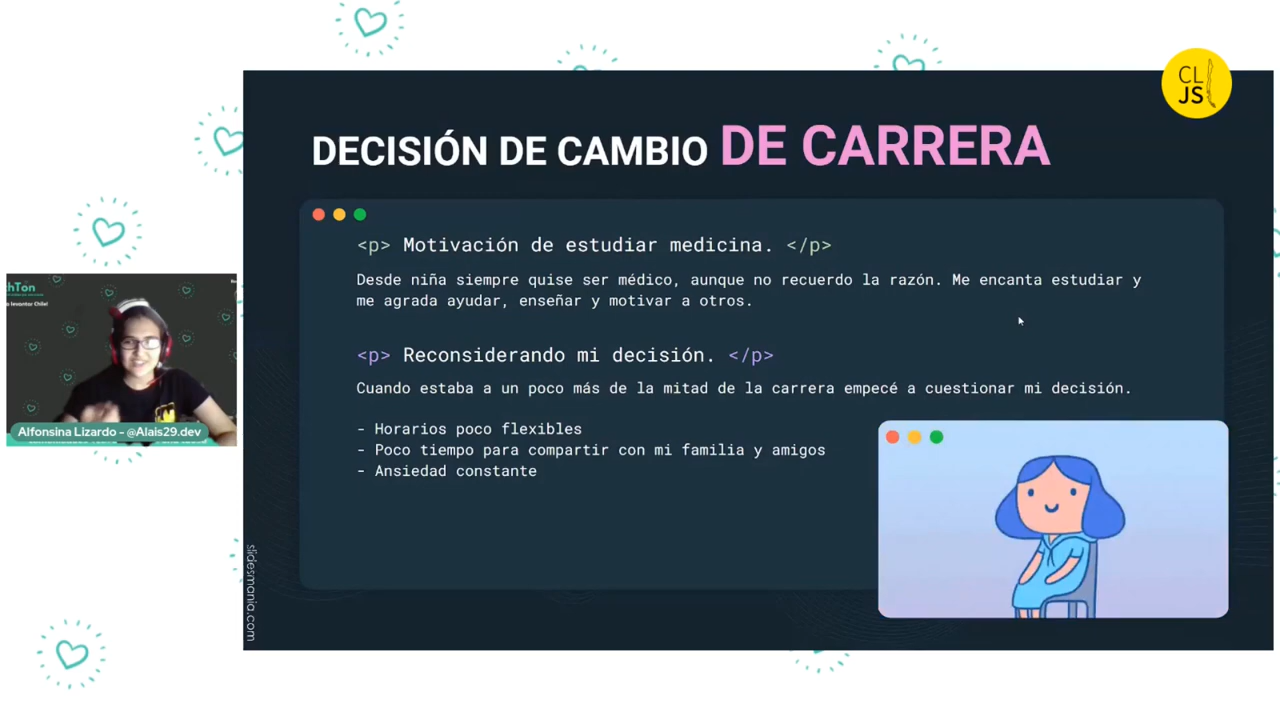 CL
JS
DECISIÓN DE CAMBIO DE CARRERA
<p> Motivación de estudiar medicina. </p>
Desde niña siempre quise ser médico, aunque no recuerdo la razón. Me encanta estudiar y
me agrada ayudar, enseñar y motivar a otros.
<p> Reconsiderando mi decisión. </p>
Cuando estaba a un poco más de la mitad de la carrera empecé a cuestionar mi decisión.
- Horarios poco flexibles
- Poco tiempo para compartir con mi familia y amigos
- Ansiedad constante
slidesmania.com
levantar Chile!
Alfonsina Lizardo - @Alais29.dev